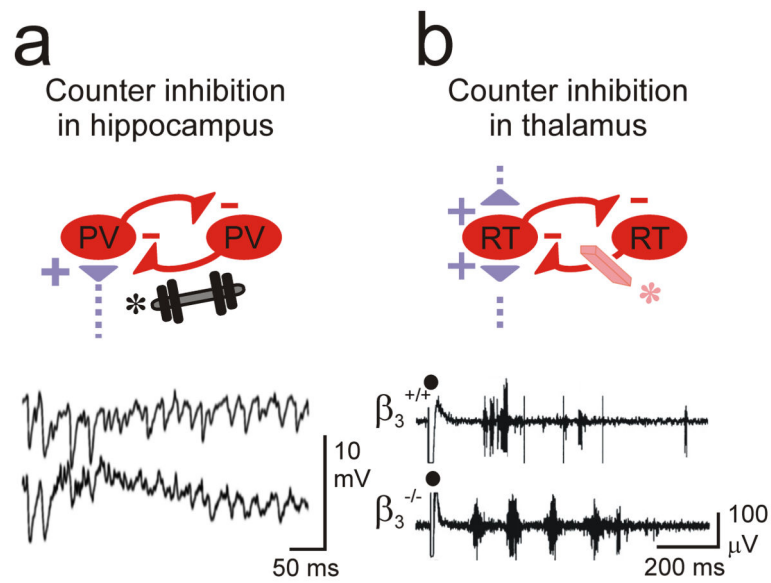 a
Counter inhibition
in hippocampus
PV
PV
-
-
+
*
10
mV
50 ms
b
Counter inhibition
in thalamus
RT
RT
-
-
+
+
*
β3+/+
β3-/-
100
μV
200 ms